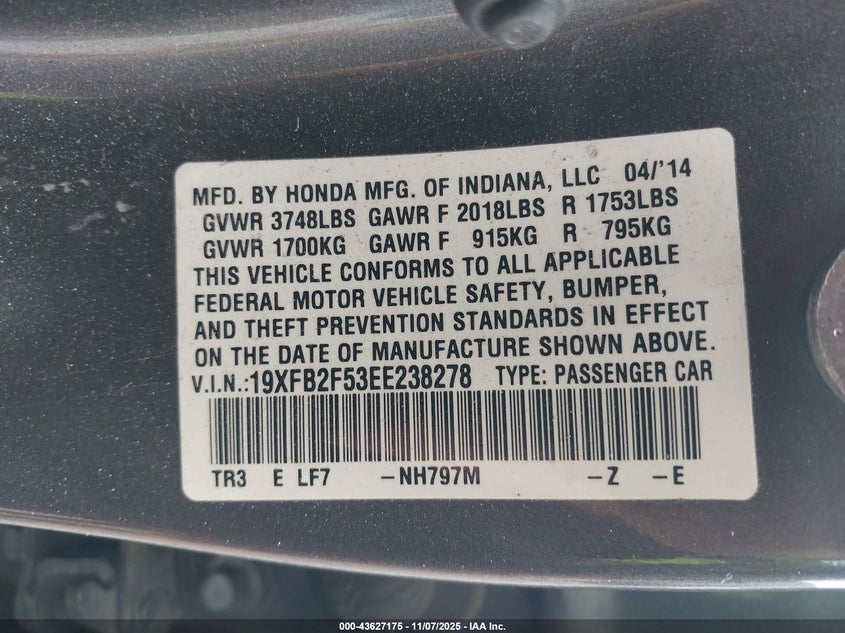 MFD. BY HONDA MFG. OF INDIANA, LLC 04/'14
GVWR 3748LBS GAWR F 2018LBS R 1753LBS
GVWR 1700KG GAWR F 915KG R 795KG
THIS VEHICLE CONFORMS TO ALL APPLICABLE
FEDERAL MOTOR VEHICLE SAFETY, BUMPER,
AND THEFT PREVENTION STANDARDS IN EFFECT
ON THE DATE OF MANUFACTURE SHOWN ABOVE.
V.I.N.:19XFB2F53EE238278 TYPE: PASSENGER CAR
TR3 E LF7 -NH797M -Z -E
000-43627175 | 11/07/2025 - IAA Inc.